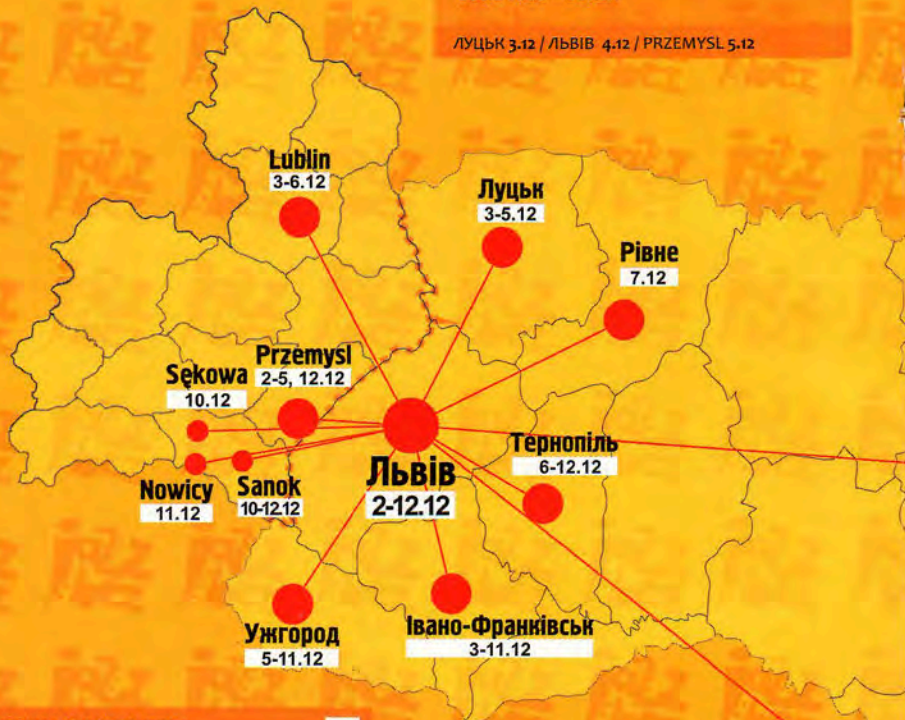 ЛУЦЬК 3.12 / ЛЬВІВ 4.12 / PRZEMYSL 5.12
Lublin
3-6.12
Луцьк
3-5.12
Рівне
7.12
Przemysl
2-5, 12.12
Sękowa
10.12
Львів
2-12.12
Тернопіль
6-12.12
Nowicy
11.12
Sanok
10-12.12
Ужгород
5-11.12
Івано-Франківськ
3-11.12